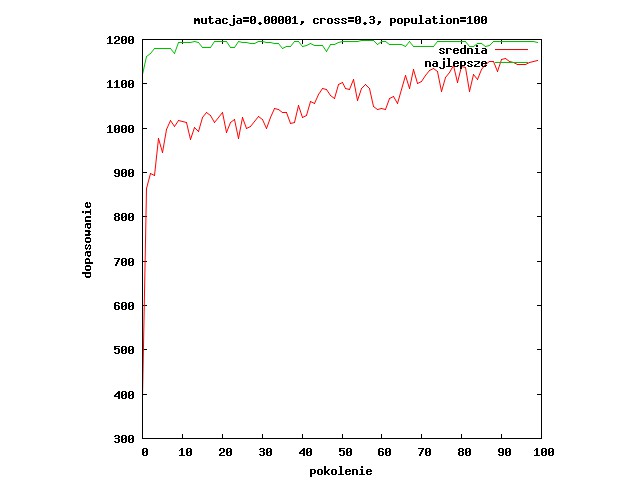 mutacja=0.00001, cross=0.3, population=100
1200
1100
1000
900
800
700
600
500
400
300
srednia
najlepsze
dopasowanie
0 10 20 30 40 50 60 70 80 90 100
pokolenie